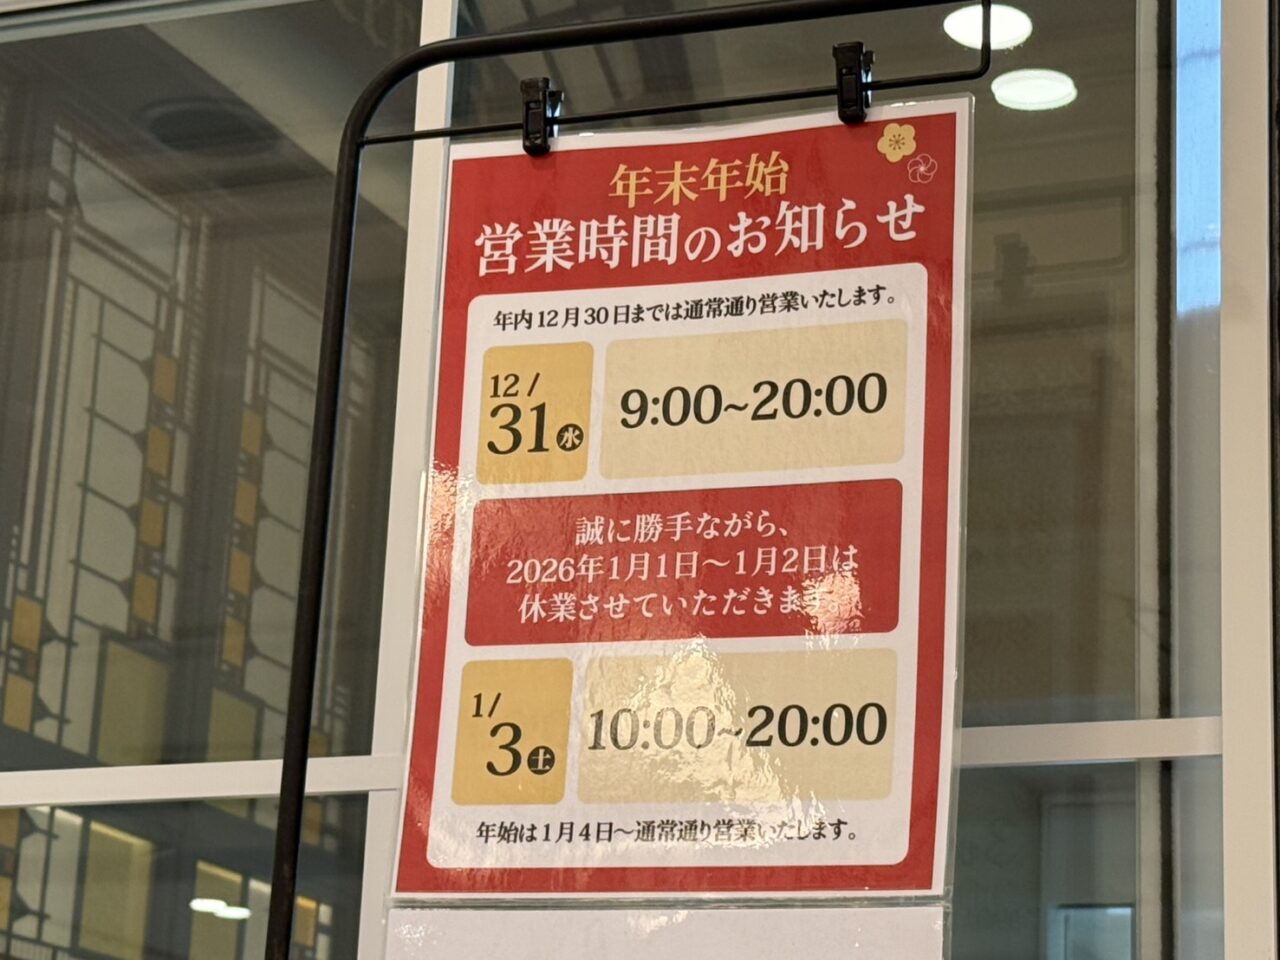 年末年始
営業時間のお知らせ
年内12月30日までは通常通り営業いたします。
12/
31水
9:00~20:00
誠に勝手ながら、
2026年1月1日～1月2日は
休業させていただきます。
1/
3土
10:00~20:00
年始は1月4日～通常通り営業いたします。